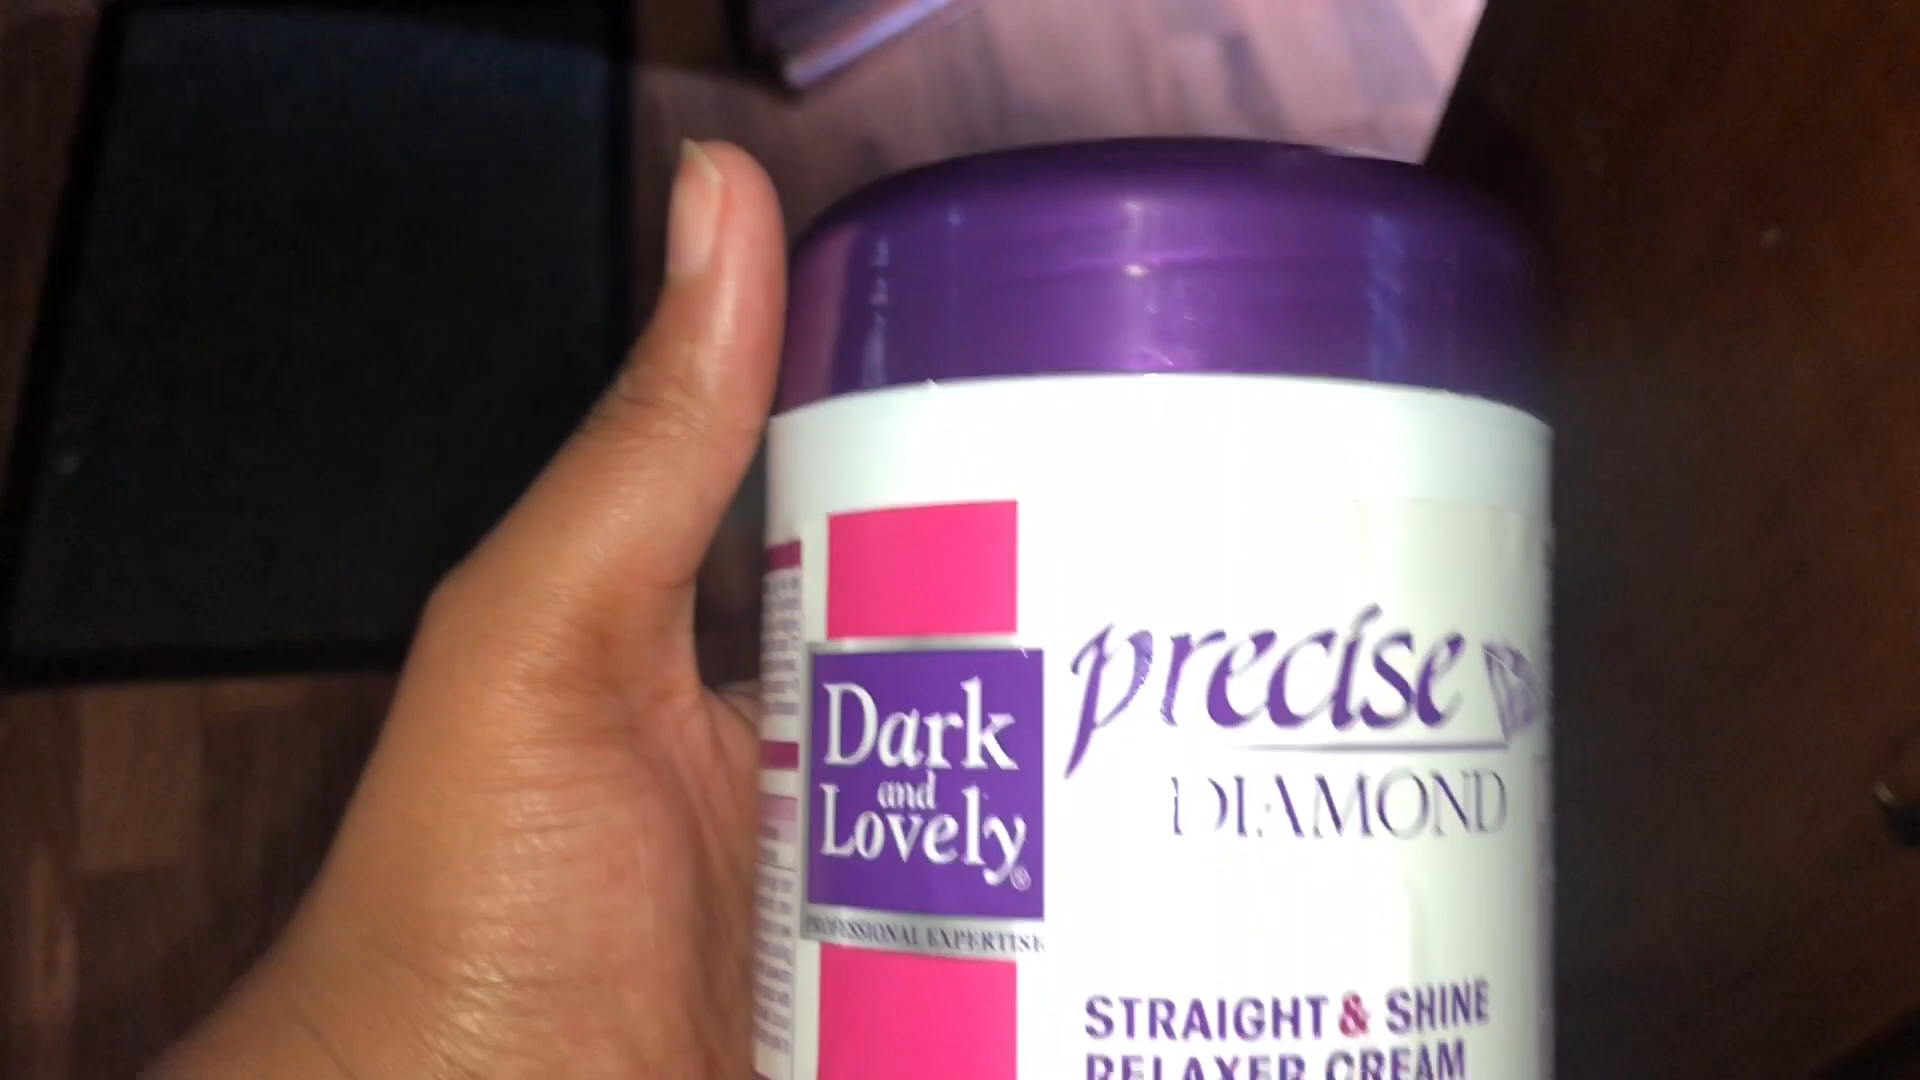 Dark
and
Lovely®
PROFESSIONAL EXPERTISE
precise
DIAMOND
STRAIGHT & SHINE
RELAXER CREAM